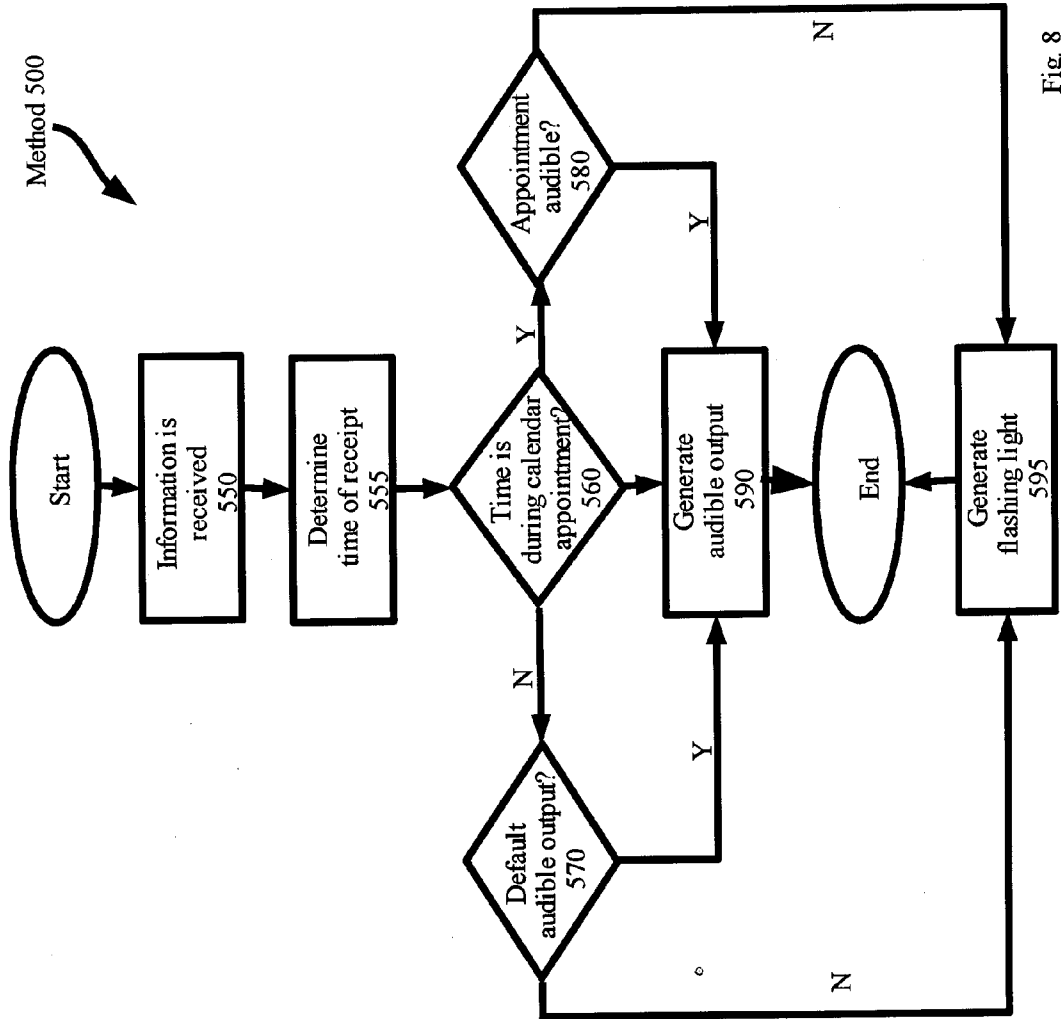 Method 500
Start
Information is
received
550
Determine
time of receipt
555
Time is
during calendar
appointment?
560
N
Y
Default
audible output?
570
Appointment
audible?
580
Y
Y
Generate
audible output
590
End
N
N
Generate
flashing light
595
Fig. 8